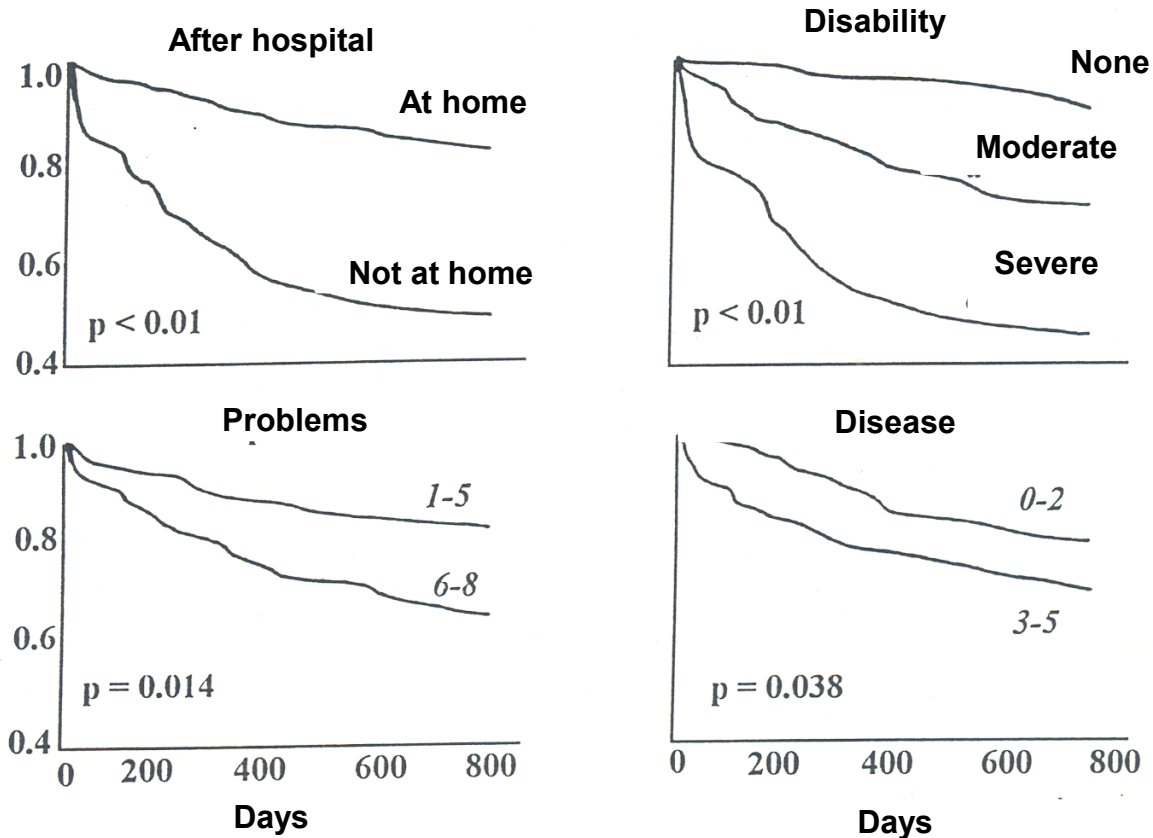 After hospital
1.0
At home
0.8
0.6
Not at home
p < 0.01
0.4
Disability
None
Moderate
Severe
p < 0.01
Problems
1.0
1-5
0.8
6-8
0.6
p = 0.014
0.4
0 200 400 600 800
Days
Disease
0-2
3-5
p = 0.038
0 200 400 600 800
Days